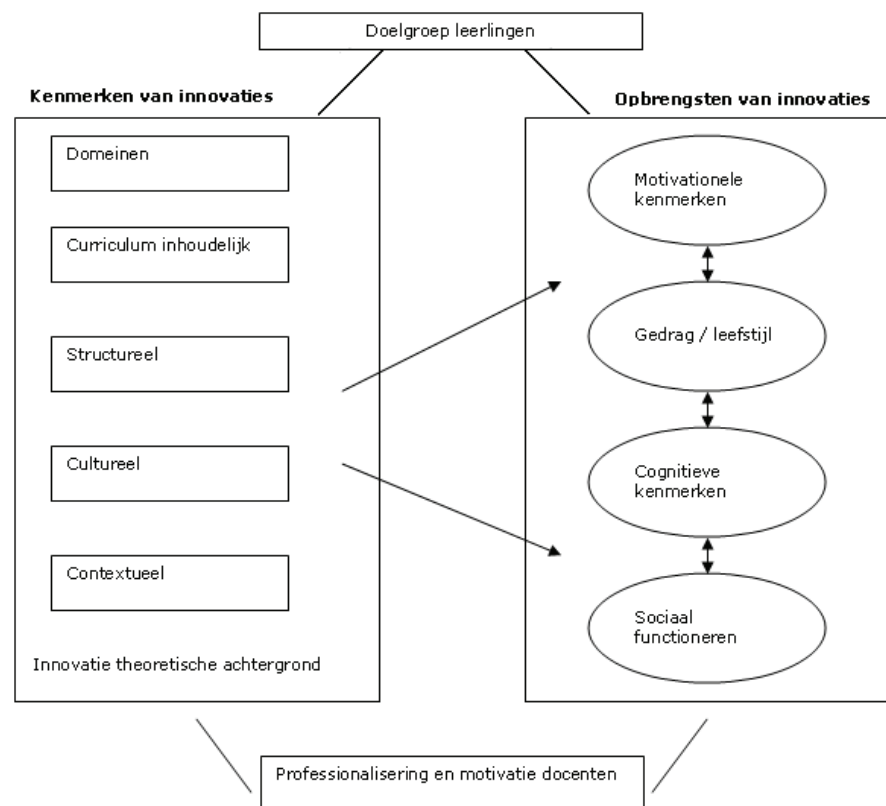 Doelgroep leerlingen
Kenmerken van innovaties
Domeinen
Curriculum inhoudelijk
Structureel
Cultureel
Contextueel
Innovatie theoretische achtergrond
Opbrengsten van innovaties
Motivationele
kenmerken
Gedrag / leefstijl
Cognitieve
kenmerken
Sociaal
functioneren
Professionalisering en motivatie docenten